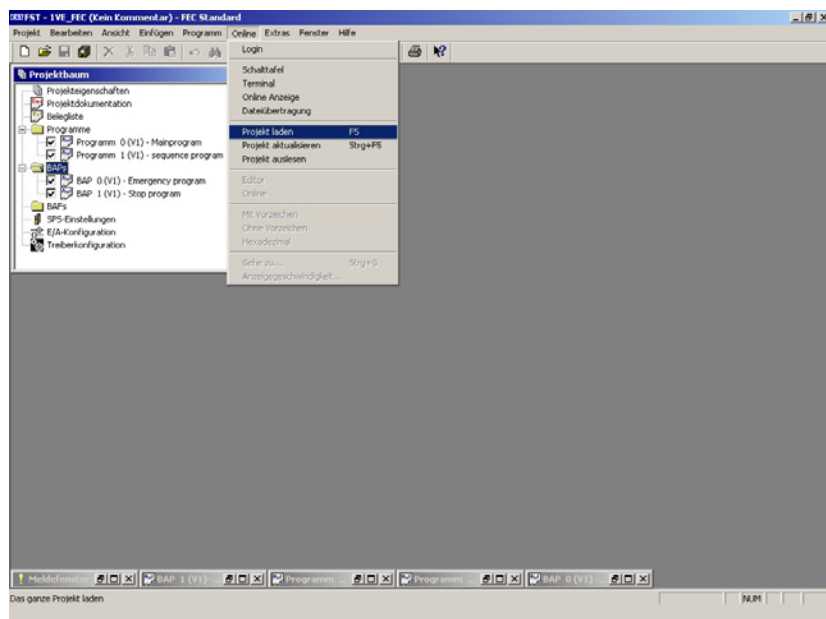 FST - 1VE_FEC (Kein Kommentar) - FEC Standard
Projekt Bearbeiten Ansicht Einfügen Programm Online Extras Fenster Hilfe
Login
Schalttafel
Terminal
Online Anzeige
Dateiübertragung
Projekt laden F5
Projekt aktualisieren Strg+F5
Projekt auslesen
Editor
Online
Mit Vorzeichen
Ohne Vorzeichen
Hexadezimal
Gehe zu... Strg+G
Anzeigegeschwindigkeit...
Projektbaum
Projekteigenschaften
Projektdokumentation
Belegliste
Programme
Programm 0 (V1) - Mainprogram
Programm 1 (V1) - sequence program
BAPs
BAP 0 (V1) - Emergency program
BAP 1 (V1) - Stop program
BAFs
SPS-Einstellungen
E/A-Konfiguration
Treiberkonfiguration
Meldefenster
BAP 1 (V1) - ...
Programm ...
Programm ...
BAP 0 (V1) ...
Das ganze Projekt laden
NUM